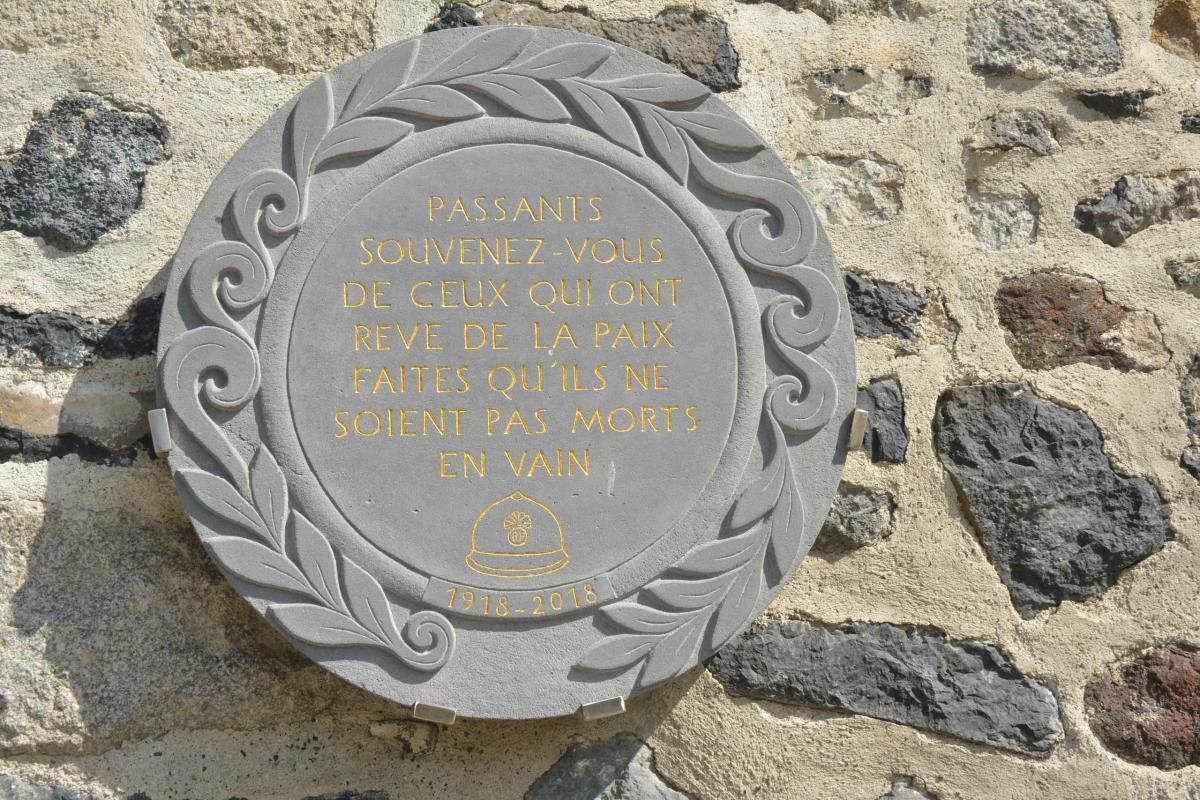 PASSANTS
SOUVENEZ-VOUS
DE CEUX QUI ONT
REVE DE LA PAIX
FAITES QU'ILS NE
SOIENT PAS MORTS
EN VAIN
RF
1918-2018